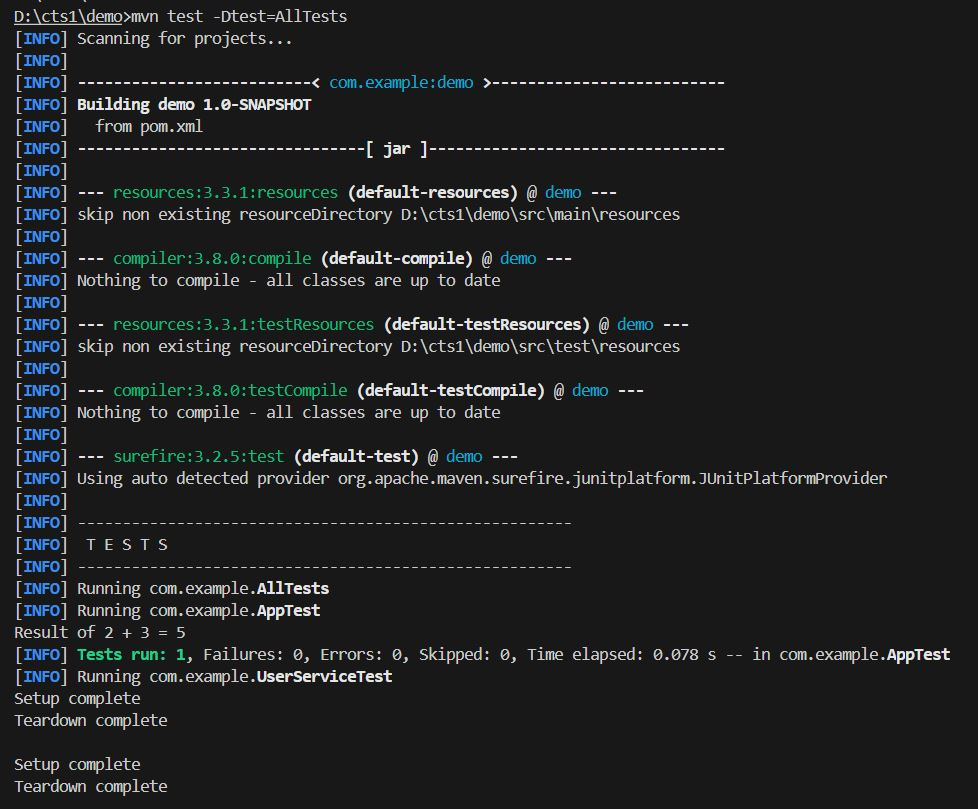 D:\cts1\demo>mvn test -Dtest=AllTests
[INFO] Scanning for projects...
[INFO]
[INFO] --------------------------< com.example:demo >--------------------------
[INFO] Building demo 1.0-SNAPSHOT
[INFO]   from pom.xml
[INFO] --------------------------------[ jar ]---------------------------------
[INFO]
[INFO] --- resources:3.3.1:resources (default-resources) @ demo ---
[INFO] skip non existing resourceDirectory D:\cts1\demo\src\main\resources
[INFO]
[INFO] --- compiler:3.8.0:compile (default-compile) @ demo ---
[INFO] Nothing to compile - all classes are up to date
[INFO]
[INFO] --- resources:3.3.1:testResources (default-testResources) @ demo ---
[INFO] skip non existing resourceDirectory D:\cts1\demo\src\test\resources
[INFO]
[INFO] --- compiler:3.8.0:testCompile (default-testCompile) @ demo ---
[INFO] Nothing to compile - all classes are up to date
[INFO]
[INFO] --- surefire:3.2.5:test (default-test) @ demo ---
[INFO] Using auto detected provider org.apache.maven.surefire.junitplatform.JUnitPlatformProvider
[INFO]
[INFO] -------------------------------------------------------
[INFO]  T E S T S
[INFO] -------------------------------------------------------
[INFO] Running com.example.AllTests
[INFO] Running com.example.AppTest
Result of 2 + 3 = 5
[INFO] Tests run: 1, Failures: 0, Errors: 0, Skipped: 0, Time elapsed: 0.078 s -- in com.example.AppTest
[INFO] Running com.example.UserServiceTest
Setup complete
Teardown complete

Setup complete
Teardown complete